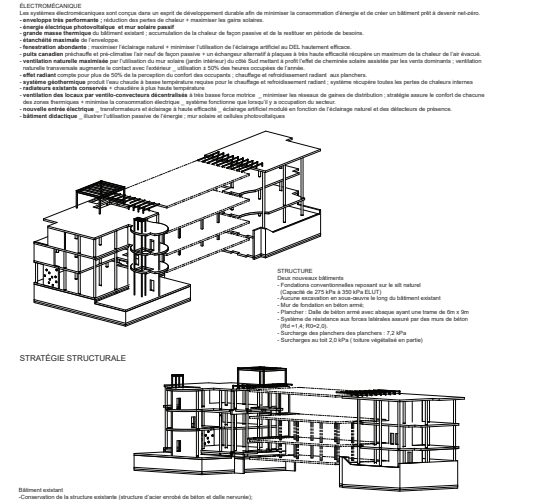 ÉLECTROMÉCANIQUE
Les systèmes électromécaniques sont conçus dans un esprit de développement durable afin de minimiser la consommation d'énergie et de créer un bâtiment prêt à devenir net-zéro.
- enveloppe très performante ; réduction des pertes de chaleur + maximiser les gains solaires.
- énergie électrique photovoltaïque et mur solaire passif
- grande masse thermique du bâtiment existant ; accumulation de la chaleur de façon passive et de la restituer en période de besoins.
- étanchéité maximale de l'enveloppe.
- fenestration abondante ; maximiser l'éclairage naturel + minimiser l'utilisation de l'éclairage artificiel au DEL hautement efficace.
- puits canadien préchauffe et pré-climatise l'air neuf de façon passive + un échangeur alternatif à plaques à très haute efficacité récupère un maximum de la chaleur de l'air évacué.
- ventilation naturelle maximisée par l'utilisation du mur solaire (jardin intérieur) du côté Sud mettant à profit l'effet de cheminée solaire assistée par les vents dominants ; ventilation
naturelle transversale augmente le contact avec l'extérieur _ utilisation ± 50% des heures occupées de l'année.
- effet radiant compte pour plus de 50% de la perception du confort des occupants ; chauffage et refroidissement radiant aux planchers.
- système géothermique produit l'eau chaude à basse température requise pour le chauffage et refroidissement radiant ; système récupère toutes les pertes de chaleur internes
- radiateurs existants conservés + chaudière à plus haute température
- ventilation des locaux par ventilo-convecteurs décentralisés à très basse force motrice _ minimiser les réseaux de gaines de distribution ; stratégie assure le confort de chacune
des zones thermiques + minimise la consommation électrique _ système fonctionne que lorsqu'il y a occupation du secteur.
- nouvelle entrée électrique _ transformateurs et éclairage à haute efficacité _ éclairage artificiel modulé en fonction de l'éclairage naturel et des détecteurs de présence.
- bâtiment didactique _ illustrer l'utilisation passive de l'énergie ; mur solaire et cellules photovoltaïques
STRUCTURE
Deux nouveaux bâtiments
- Fondations conventionnelles reposant sur le silt naturel
(Capacité de 275 kPa à 350 kPa ELUT)
- Aucune excavation en sous-œuvre le long du bâtiment existant
- Mur de fondation en béton armé;
- Plancher : Dalle de béton armé avec abaque ayant une trame de 6m x 9m
- Système de résistance aux forces latérales assuré par des murs de béton
(Rd =1,4; R0=2,0).
- Surcharge des planchers des planchers : 7,2 kPa
- Surcharges au toit 2,0 kPa ( toiture végétalisé en partie)
STRATÉGIE STRUCTURALE
Bâtiment existant
-Conservation de la structure existante (structure d'acier enrobé de béton et dalle nervurée);